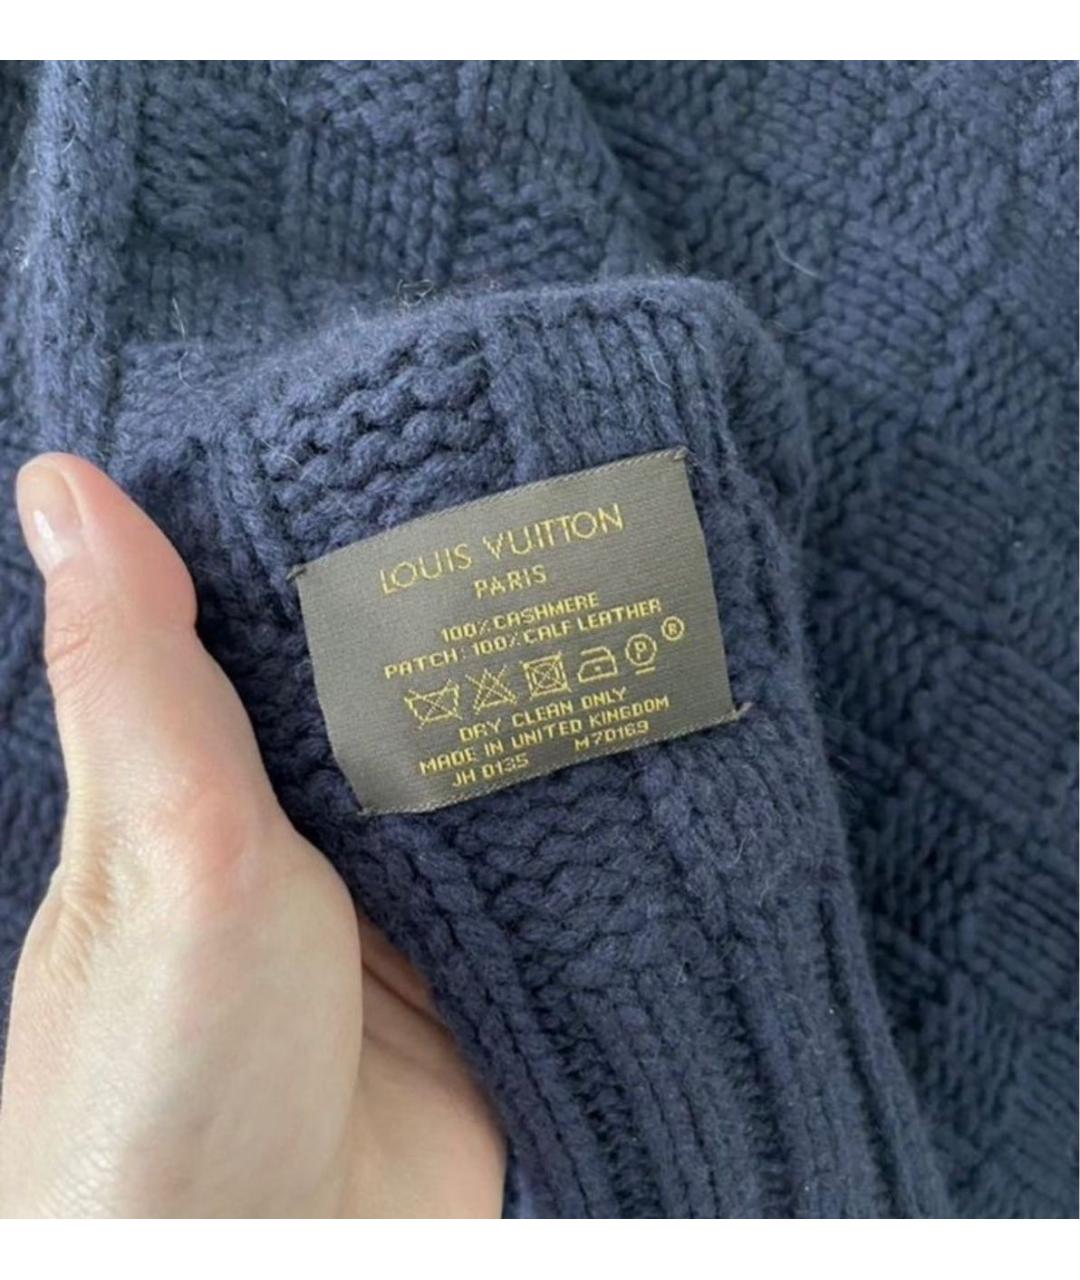 LOUIS VUITTON
PARIS
100% CASHMERE
PATCH: 100% CALF LEATHER
P ®
DRY CLEAN ONLY
MADE IN UNITED KINGDOM
JH 0135 M70169